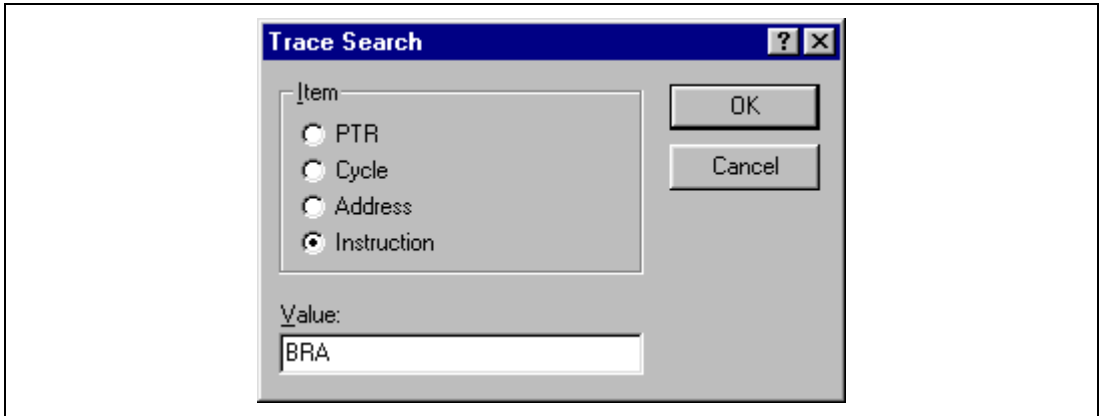 Trace Search
Item
PTR
Cycle
Address
Instruction
OK
Cancel
Value:
BRA